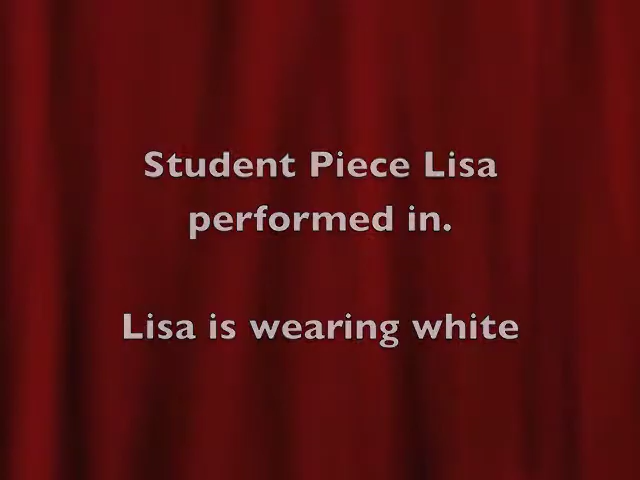 Student Piece Lisa
performed in.
Lisa is wearing white